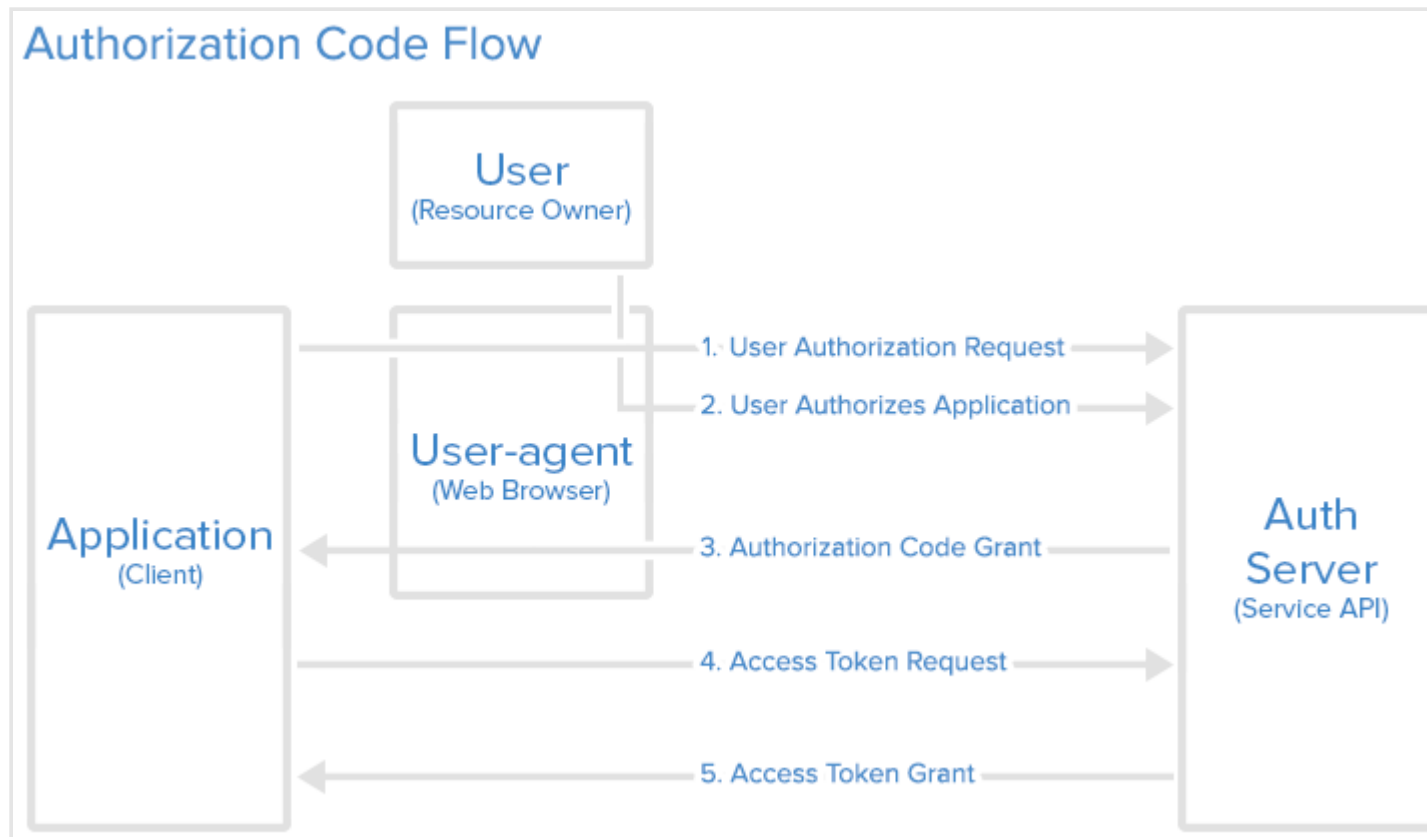 Authorization Code Flow
User
(Resource Owner)
1. User Authorization Request
2. User Authorizes Application
User-agent
(Web Browser)
Application
(Client)
3. Authorization Code Grant
Auth
Server
(Service API)
4. Access Token Request
5. Access Token Grant